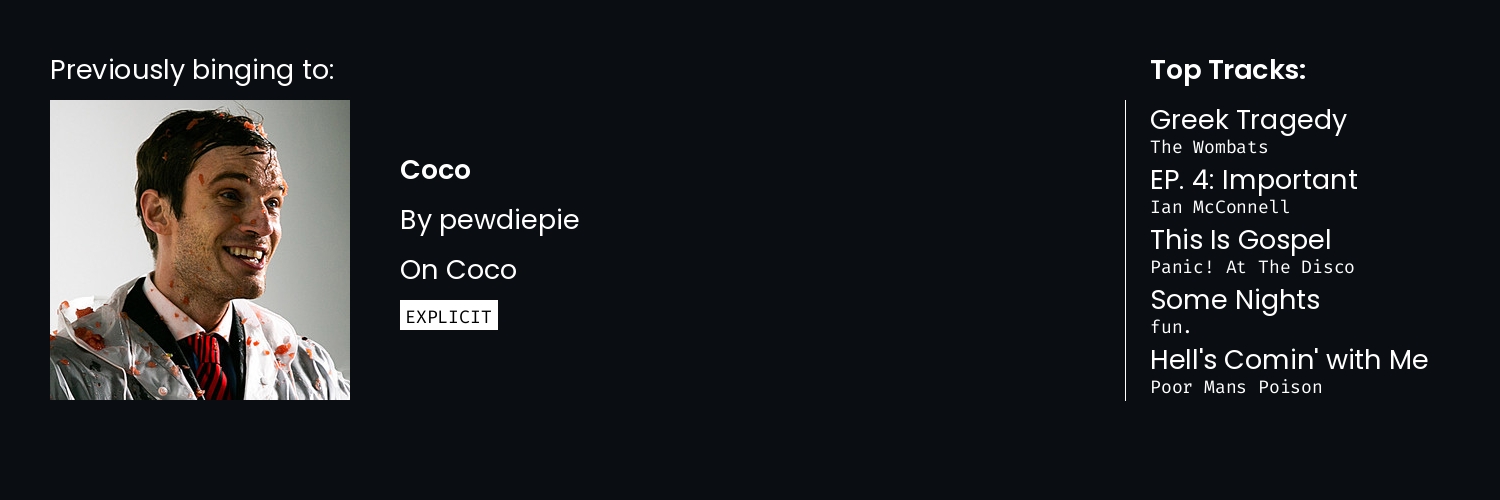 Previously binging to:
Coco
By pewdiepie
On Coco
EXPLICIT
Top Tracks:
Greek Tragedy
The Wombats
EP. 4: Important
Ian McConnell
This Is Gospel
Panic! At The Disco
Some Nights
fun.
Hell's Comin' with Me
Poor Mans Poison